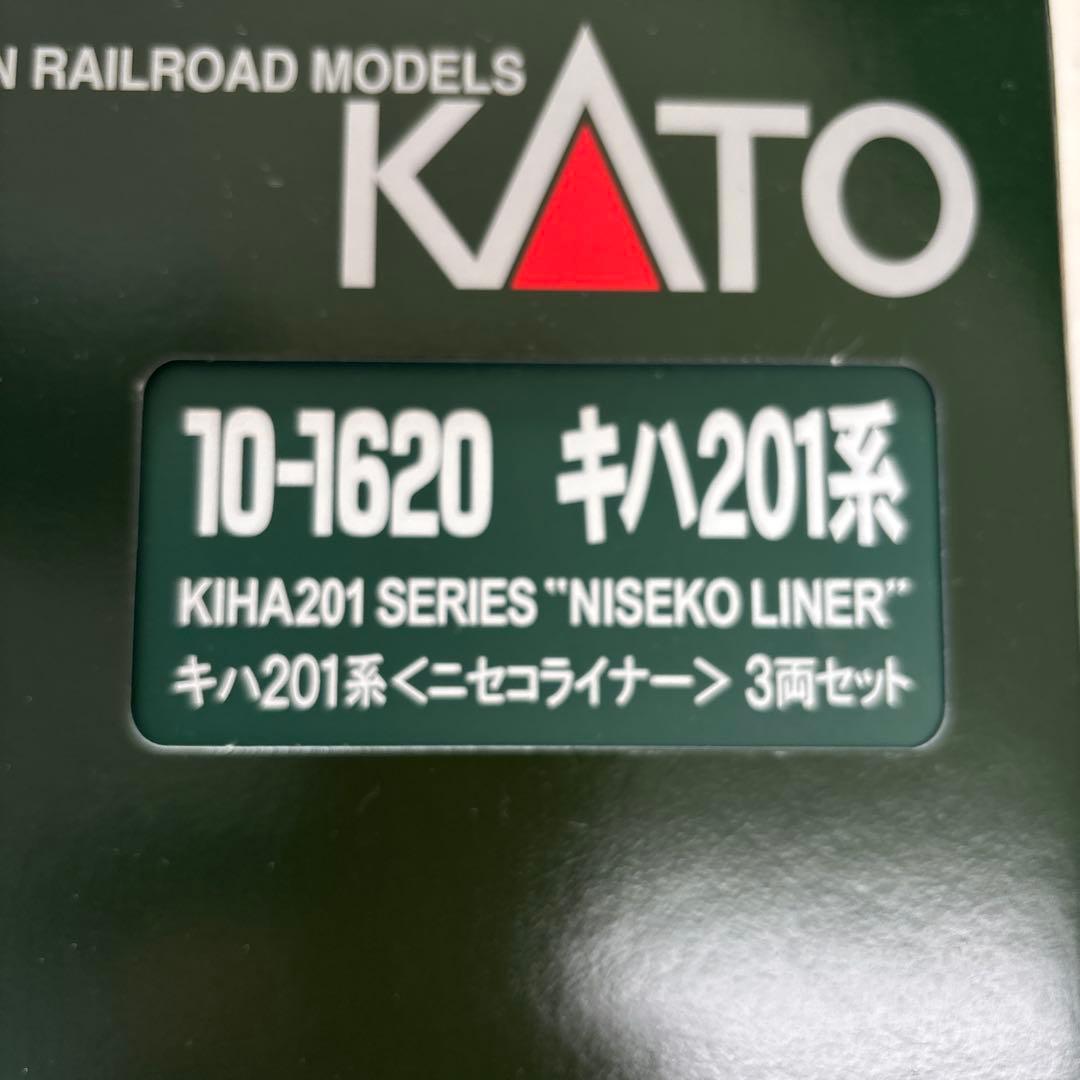 N RAILROAD MODELS
KATO
10-1620 キハ201系
KIHA201 SERIES "NISEKO LINER"
キハ201系<ニセコライナー> 3両セット